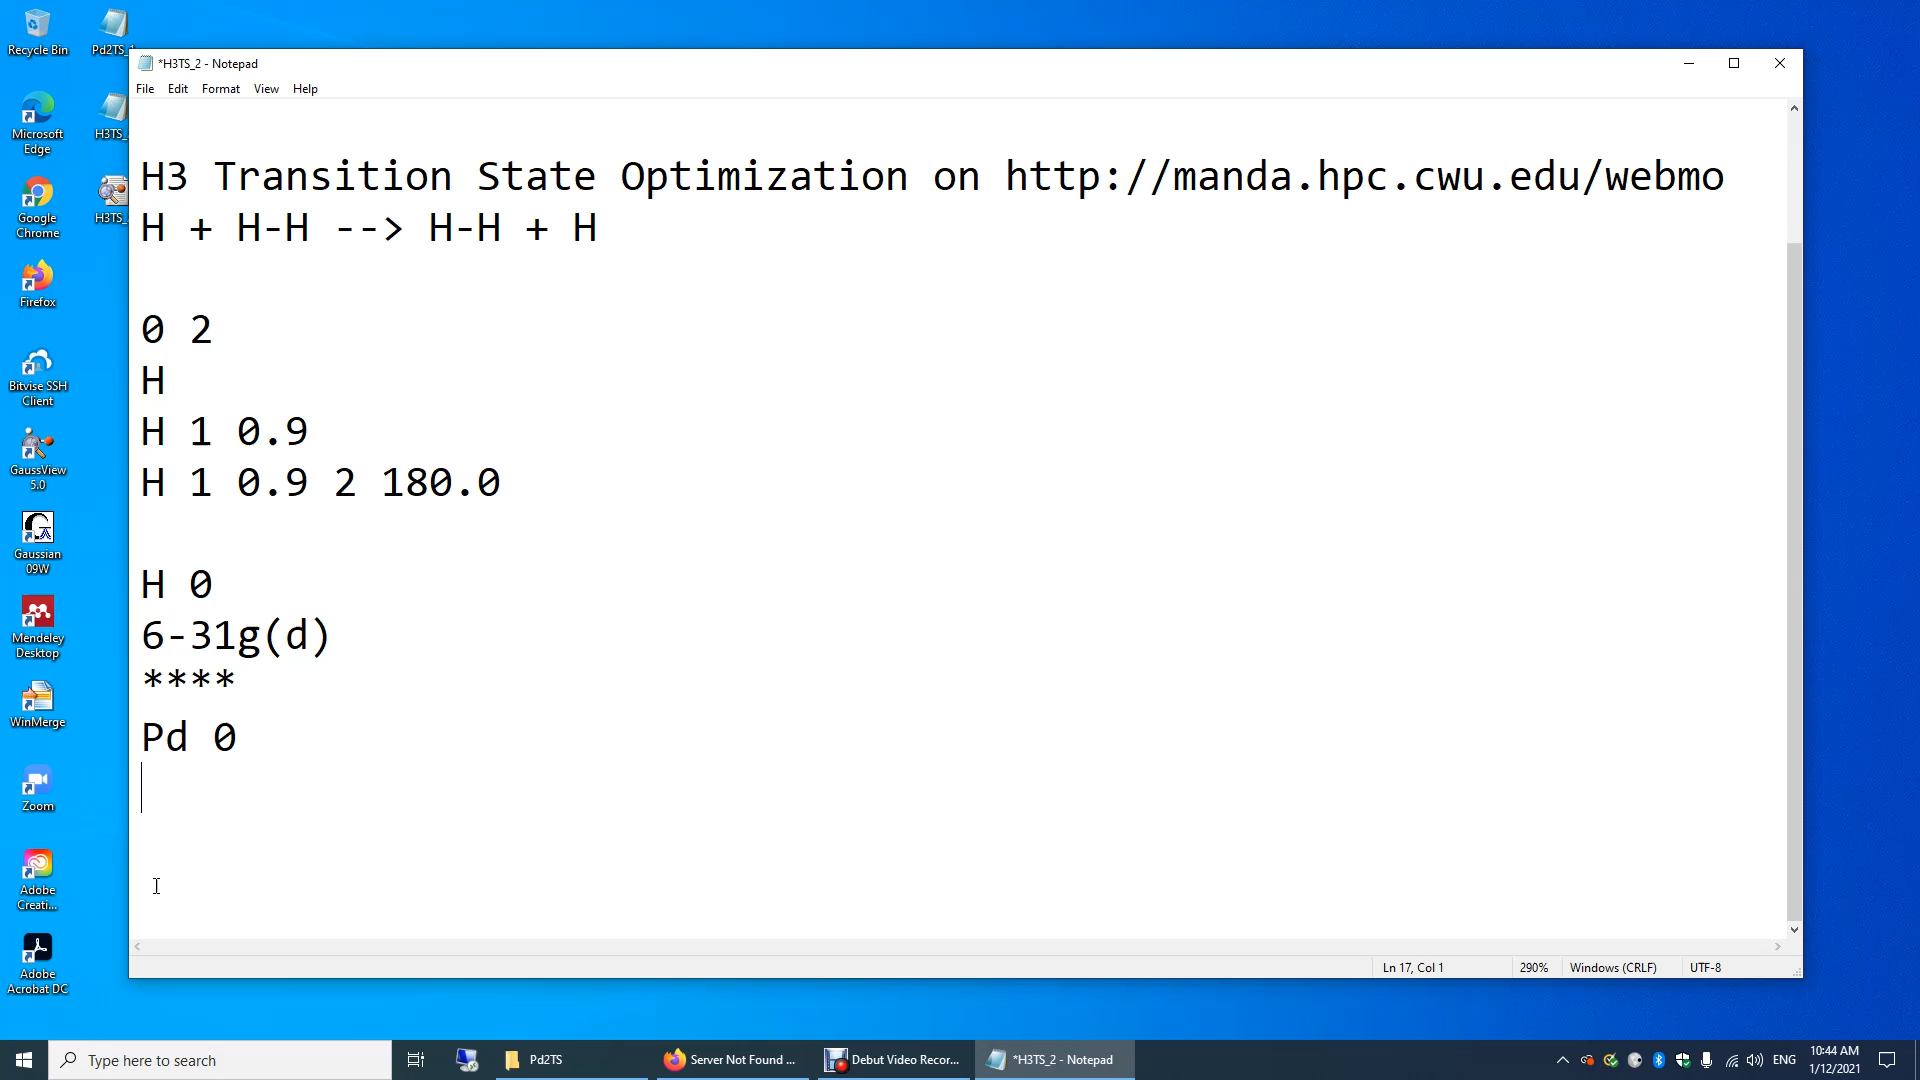 Recycle Bin
Pd2TS_
*H3TS_2 - Notepad
File Edit Format View Help
Microsoft Edge
H3TS_
Google Chrome
H3TS_
Firefox
Bitvise SSH Client
GaussView 5.0
Gaussian 09W
Mendeley Desktop
WinMerge
Zoom
Adobe Creati...
Adobe Acrobat DC
H3 Transition State Optimization on http://manda.hpc.cwu.edu/webmo
H + H-H --> H-H + H
0 2
H
H 1 0.9
H 1 0.9 2 180.0
H 0
6-31g(d)
****
Pd 0
Ln 17, Col 1 290% Windows (CRLF) UTF-8
Type here to search
Pd2TS
Server Not Found ...
Debut Video Recor...
*H3TS_2 - Notepad
ENG
10:44 AM
1/12/2021